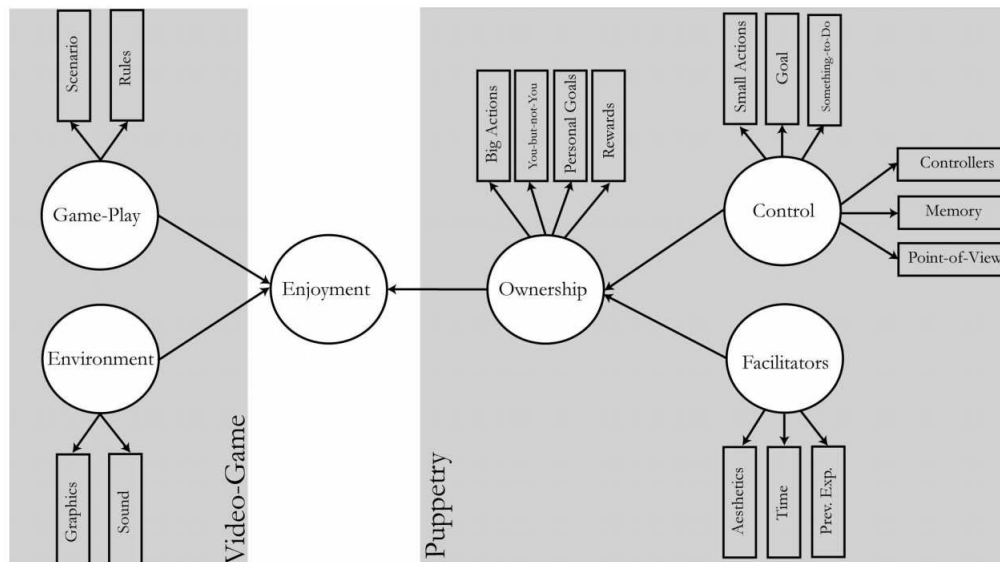 Scenario
Rules
Game-Play
Environment
Graphics
Sound
Video-Game
Enjoyment
Puppetry
Big Actions
You-but-not-You
Personal Goals
Rewards
Ownership
Small Actions
Goal
Something-to-Do
Control
Controllers
Memory
Point-of-View
Facilitators
Aesthetics
Time
Prev. Exp.